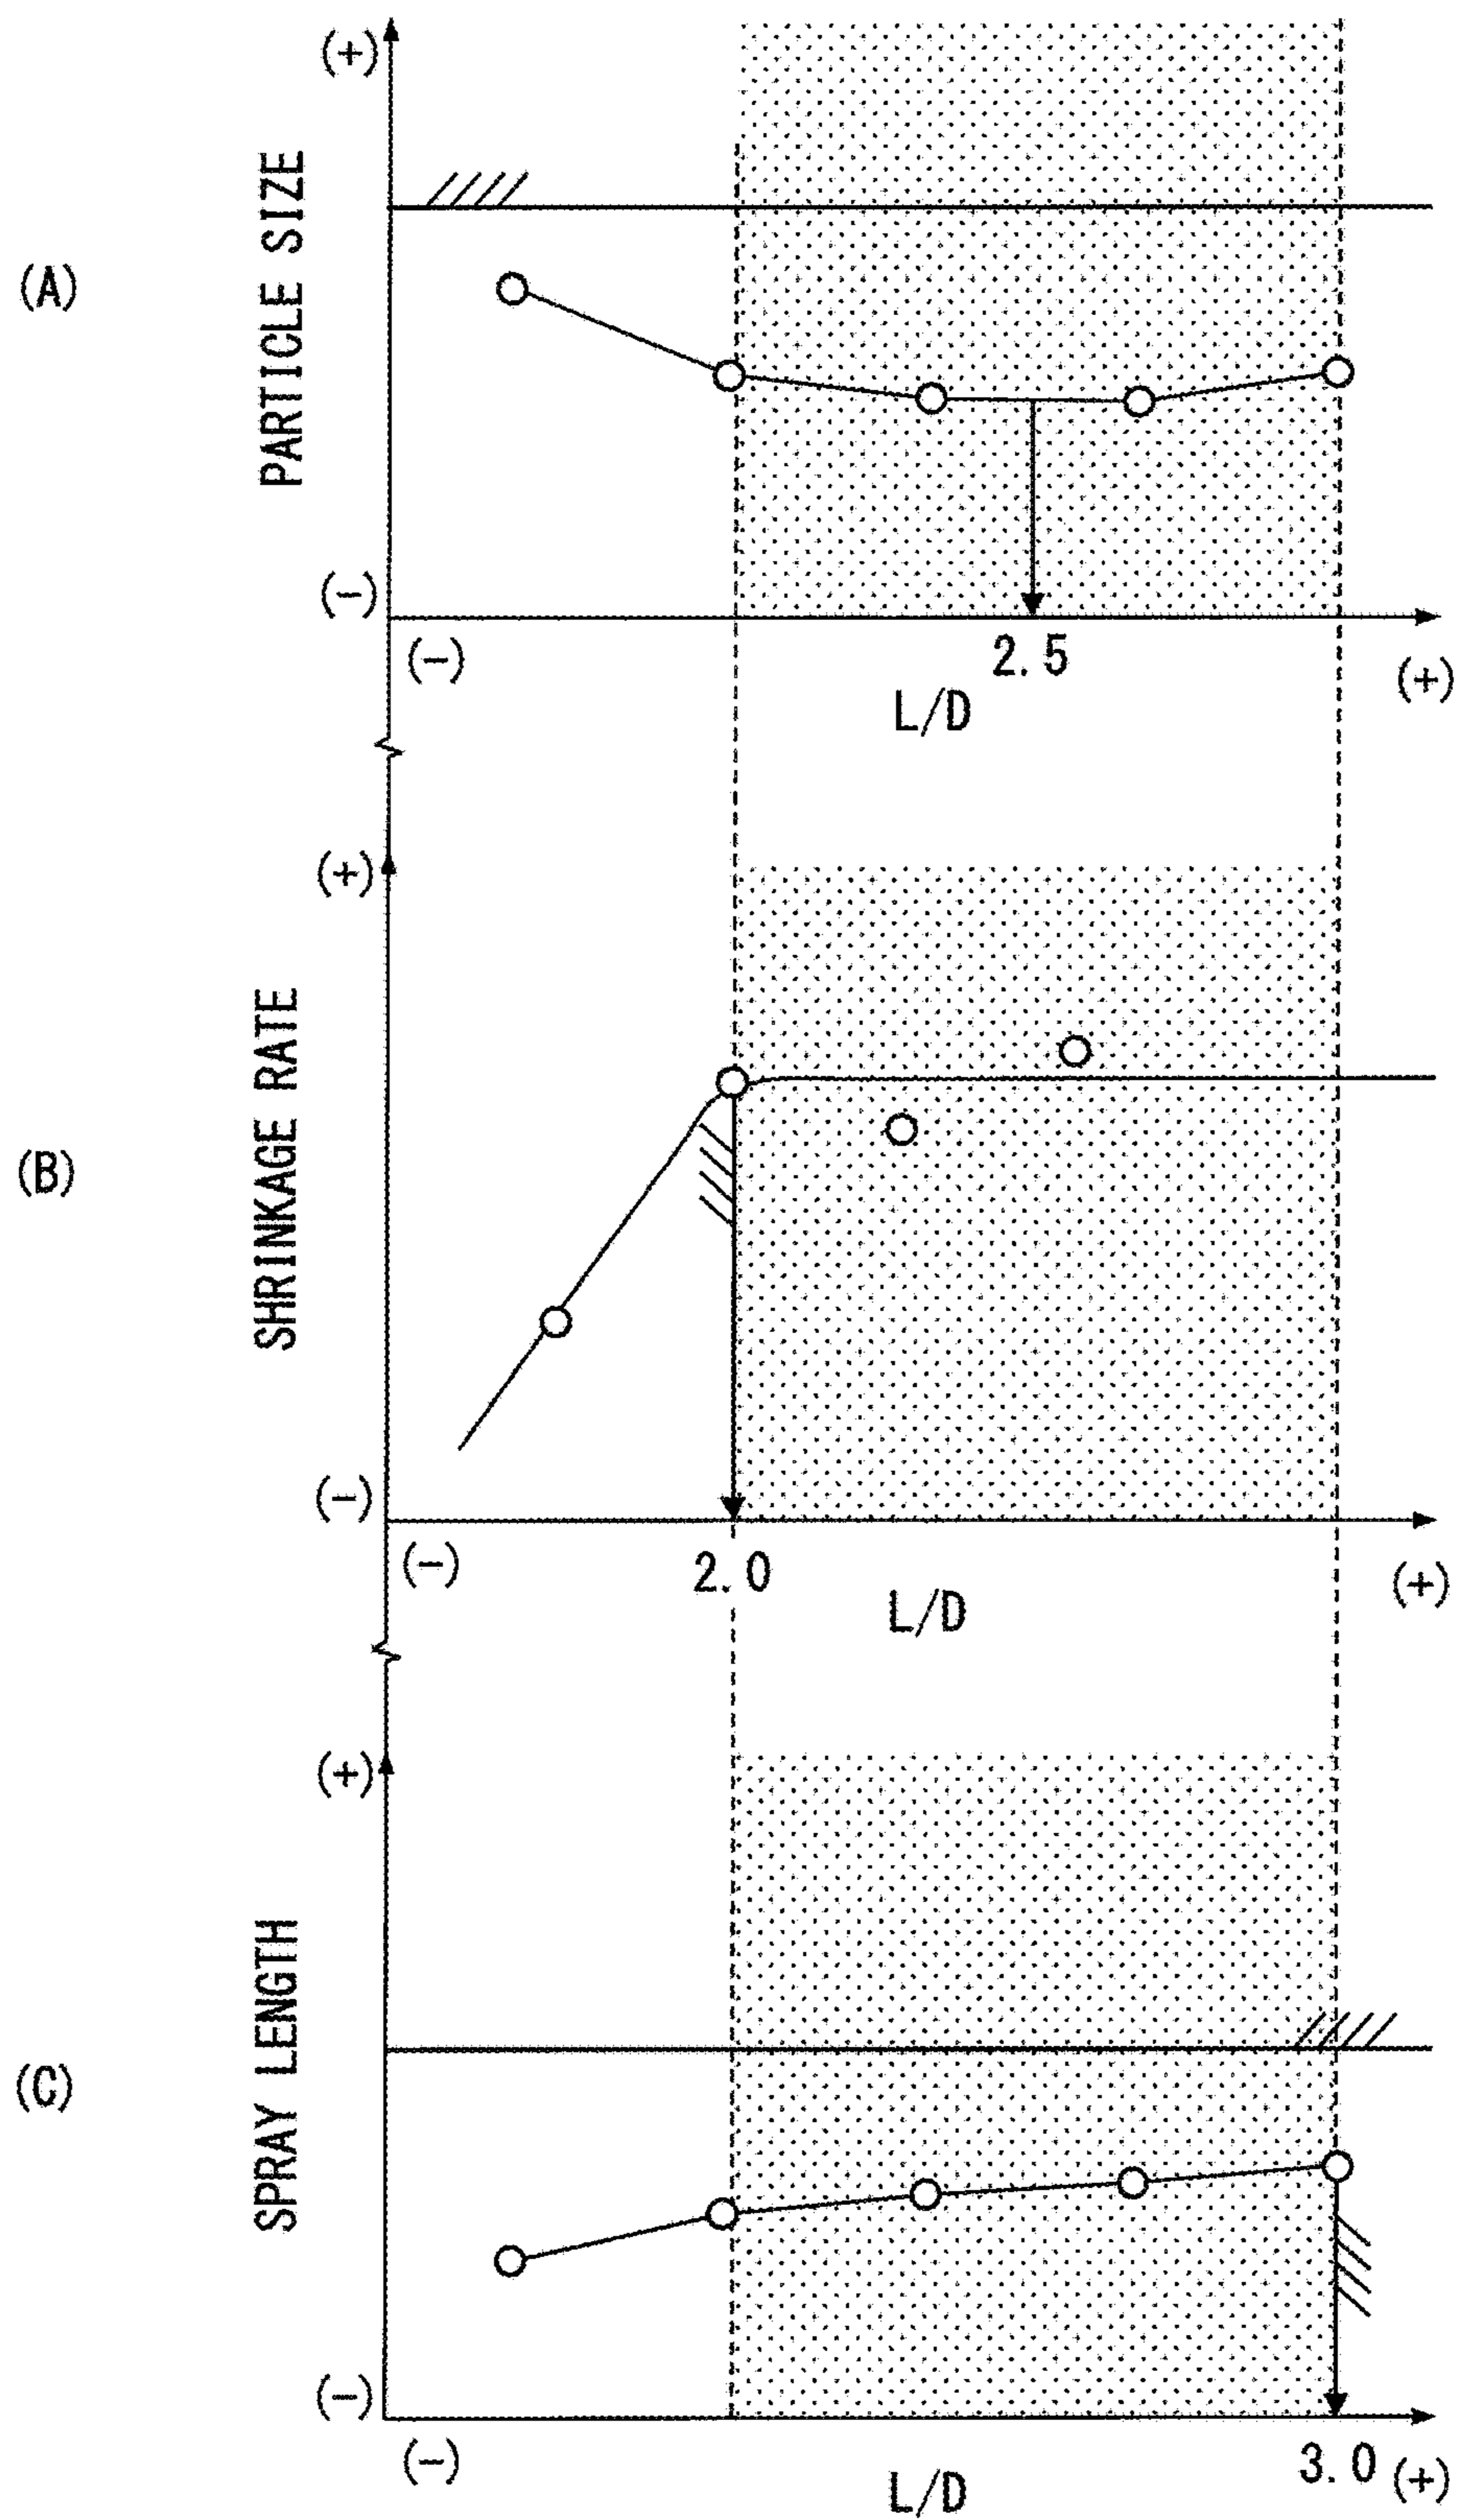 (A)
PARTICLE SIZE
(+)
(-)
(-)
2.5
(+)
L/D
(B)
SHRINKAGE RATE
(+)
(-)
(-)
2.0
(+)
L/D
(C)
SPRAY LENGTH
(+)
(-)
(-)
3.0
(+)
L/D